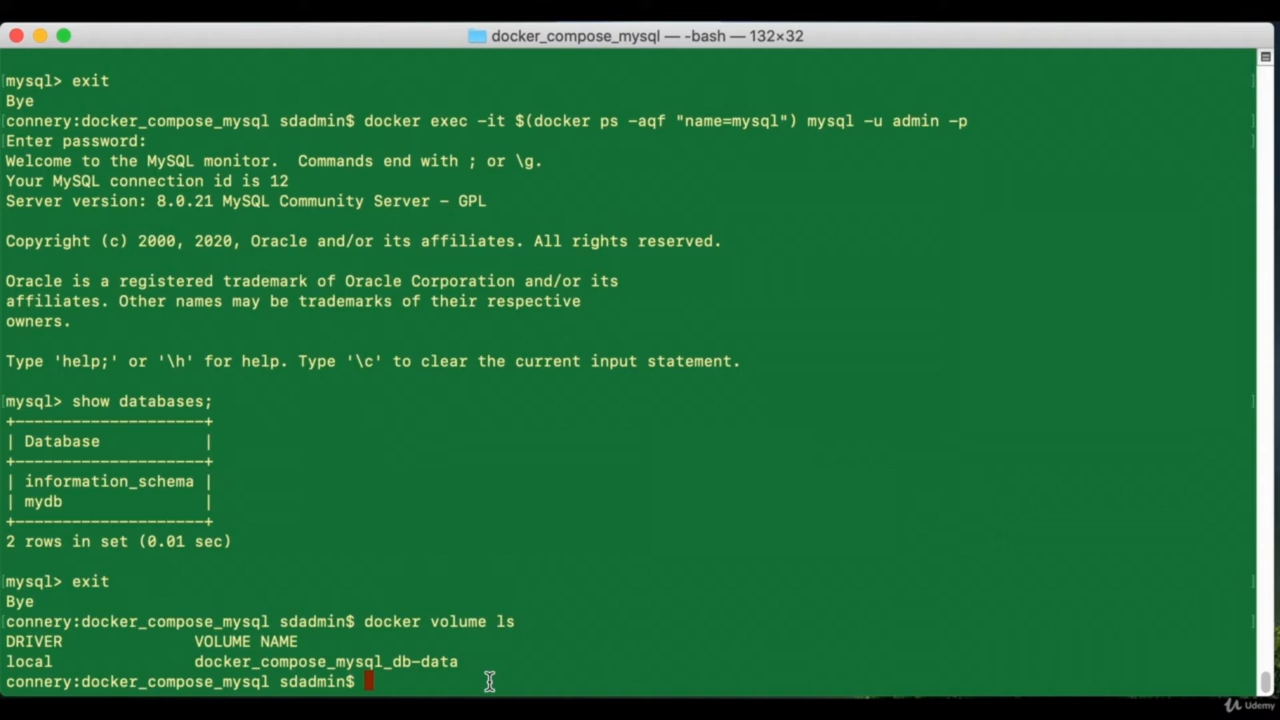 docker_compose_mysql — -bash — 132×32
mysql> exit
Bye
connery:docker_compose_mysql sdadmin$ docker exec -it $(docker ps -aqf "name=mysql") mysql -u admin -p
Enter password:
Welcome to the MySQL monitor.  Commands end with ; or \g.
Your MySQL connection id is 12
Server version: 8.0.21 MySQL Community Server - GPL
Copyright (c) 2000, 2020, Oracle and/or its affiliates. All rights reserved.
Oracle is a registered trademark of Oracle Corporation and/or its
affiliates. Other names may be trademarks of their respective
owners.
Type 'help;' or '\h' for help. Type '\c' to clear the current input statement.
mysql> show databases;
+--------------------+
| Database           |
+--------------------+
| information_schema |
| mydb               |
+--------------------+
2 rows in set (0.01 sec)
mysql> exit
Bye
connery:docker_compose_mysql sdadmin$ docker volume ls
DRIVER              VOLUME NAME
local               docker_compose_mysql_db-data
connery:docker_compose_mysql sdadmin$
Udemy